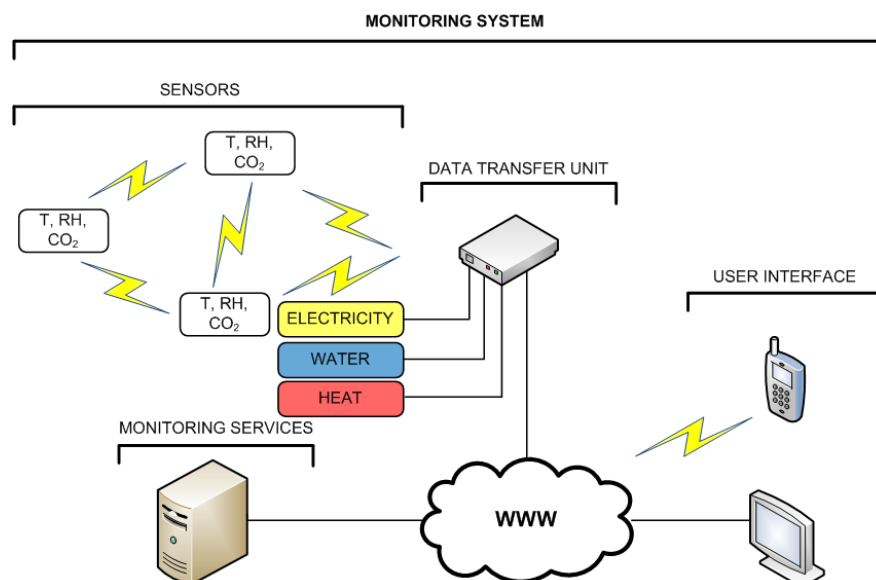 MONITORING SYSTEM
SENSORS
T, RH,
CO₂
DATA TRANSFER UNIT
T, RH,
CO₂
USER INTERFACE
T, RH,
CO₂
ELECTRICITY
WATER
HEAT
MONITORING SERVICES
WWW